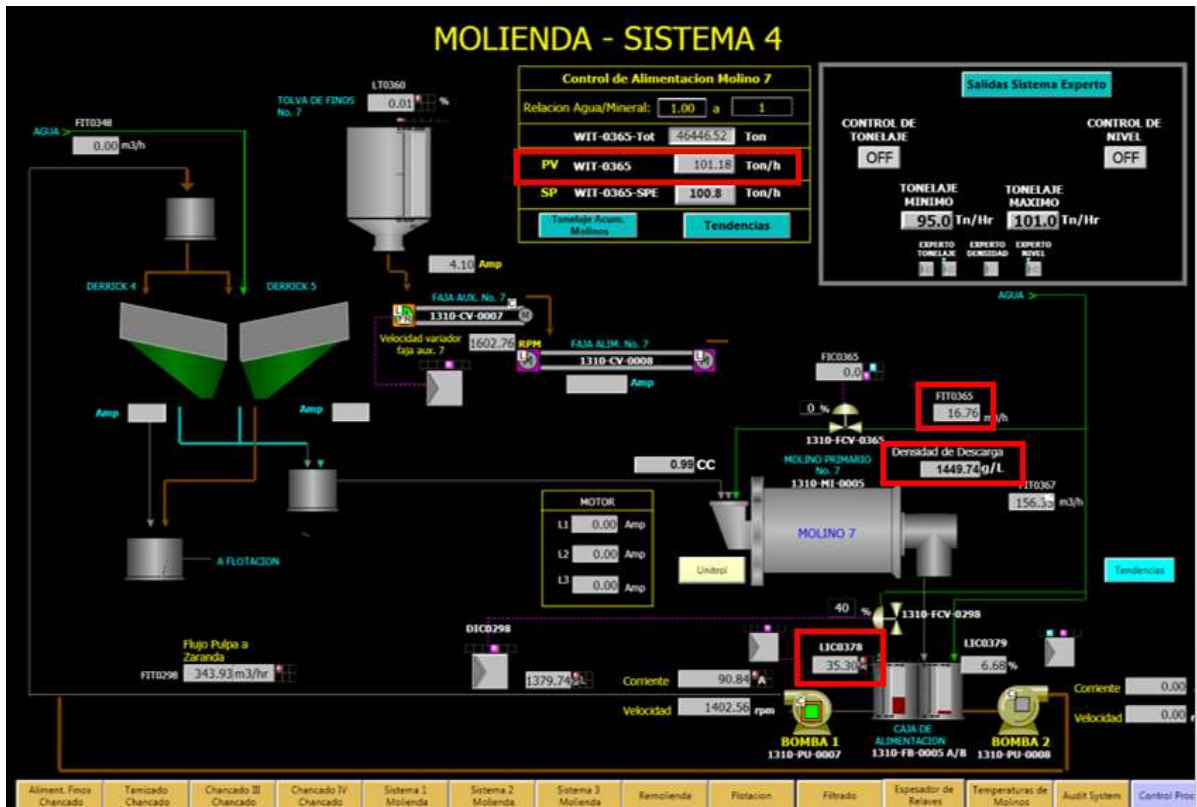 MOLIENDA - SISTEMA 4
LT0360
0.01 %
TOLVA DE FINOS
No. 7
FIT0348
AGUA >
0.00 m3/h
Control de Alimentacion Molino 7
Relacion Agua/Mineral: 1.00 a 1
WIT-0365-Tot 46446.52 Ton
PV WIT-0365 101.18 Ton/h
SP WIT-0365-SPE 100.8 Ton/h
Tonelaje Acum.
Molinos
Tendencias
Salidas Sistema Experto
CONTROL DE
TONELAJE
OFF
CONTROL DE
NIVEL
OFF
TONELAJE
MINIMO
95.0 Tn/Hr
TONELAJE
MAXIMO
101.0 Tn/Hr
EXPERTO
TONELAJE
EXPERTO
DENSIDAD
EXPERTO
NIVEL
4.10 Amp
DERRICK 4
DERRICK 5
FAJA AUX. No. 7
1310-CV-0007
Velocidad variador
faja aux. 7
1602.76 RPM
FAJA ALIM. No. 7
1310-CV-0008
Amp
AGUA >
FIC0365
0.0
0 %
1310-FCV-0365
FIT0365
16.76 m3/h
Densidad de Descarga
1449.74 g/L
FIT0367
m3/h
Amp
Amp
0.99 CC
MOLINO PRIMARIO
No. 7
1310-MI-0005
MOLINO 7
MOTOR
L1 0.00 Amp
L2 0.00 Amp
L3 0.00 Amp
Unitrol
Tendencias
A FLOTACION
40 %
1310-FCV-0298
DIC0298
1379.74
LIC0378
35.30
LIC0379
6.68 %
Flujo Pulpa a
Zaranda
FIT0298 343.93 m3/hr
Corriente 90.84 A
Velocidad 1402.56 rpm
Corriente 0.00
Velocidad 0.00
BOMBA 1
1310-PU-0007
CAJA DE
ALIMENTACION
1310-FB-0005 A/B
BOMBA 2
1310-PU-0008
Aliment. Finos
Chancado
Tamizado
Chancado
Chancado III
Chancado
Chancado IV
Chancado
Sistema 1
Molienda
Sistema 2
Molienda
Sistema 3
Molienda
Remolienda
Flotacion
Filtrado
Espesador de
Relaves
Temperaturas de
Molinos
Audit System
Control Proc